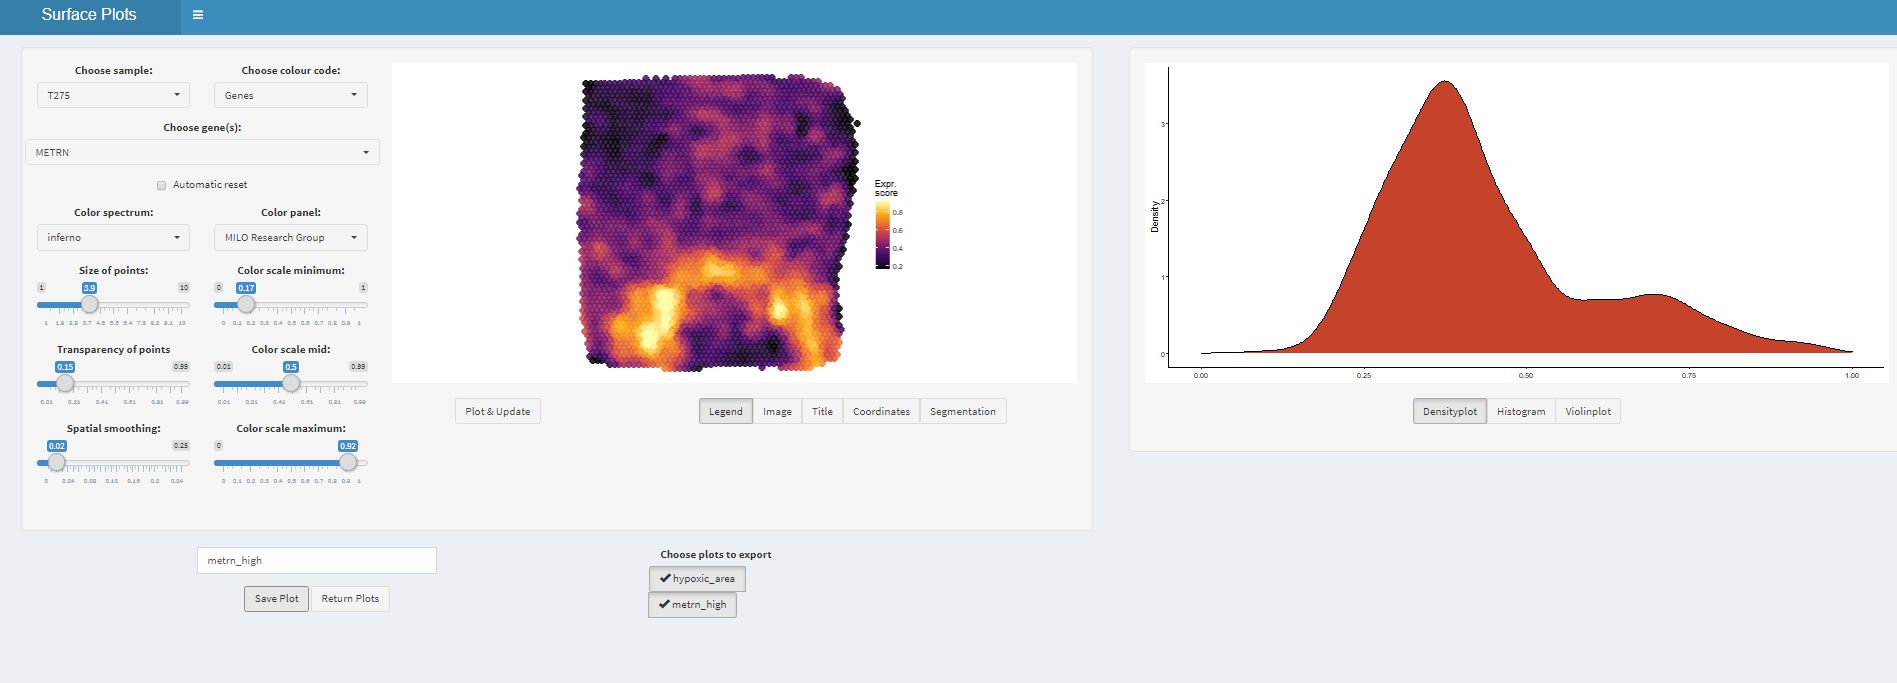 Surface Plots
Choose sample:
T275
Choose colour code:
Genes
Choose gene(s):
METRN
Automatic reset
Color spectrum:
inferno
Color panel:
MILO Research Group
Size of points:
1 3.9 10
1 1.9 2.8 3.7 4.6 5.5 6.4 7.3 8.2 9.1 10
Color scale minimum:
0 0.17 1
0 0.1 0.2 0.3 0.4 0.5 0.6 0.7 0.8 0.9 1
Transparency of points
0.15 0.99
0.01 0.21 0.41 0.61 0.81 0.99
Color scale mid:
0.01 0.5 0.99
0.01 0.21 0.41 0.61 0.81 0.99
Spatial smoothing:
0.02 0.25
0 0.04 0.08 0.12 0.16 0.2 0.24
Color scale maximum:
0 0.92
0 0.1 0.2 0.3 0.4 0.5 0.6 0.7 0.8 0.9 1
Expr.
score
0.8
0.6
0.4
0.2
Plot & Update
Legend Image Title Coordinates Segmentation
Density
3
2
1
0
0.00 0.25 0.50 0.75 1.00
Densityplot Histogram Violinplot
metrn_high
Save Plot Return Plots
Choose plots to export
hypoxic_area
metrn_high